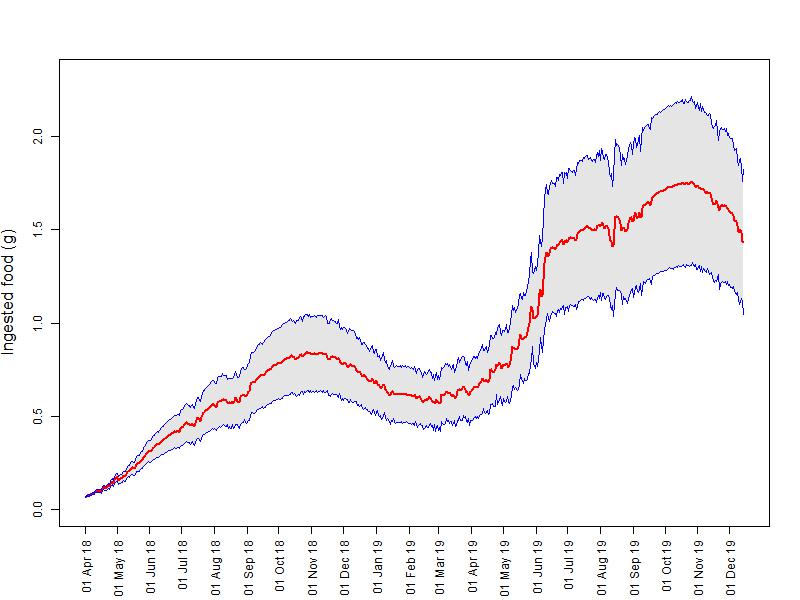 Ingested food (g)
2.0
1.5
1.0
0.5
0.0
01 Apr 18
01 May 18
01 Jun 18
01 Jul 18
01 Aug 18
01 Sep 18
01 Oct 18
01 Nov 18
01 Dec 18
01 Jan 19
01 Feb 19
01 Mar 19
01 Apr 19
01 May 19
01 Jun 19
01 Jul 19
01 Aug 19
01 Sep 19
01 Oct 19
01 Nov 19
01 Dec 19